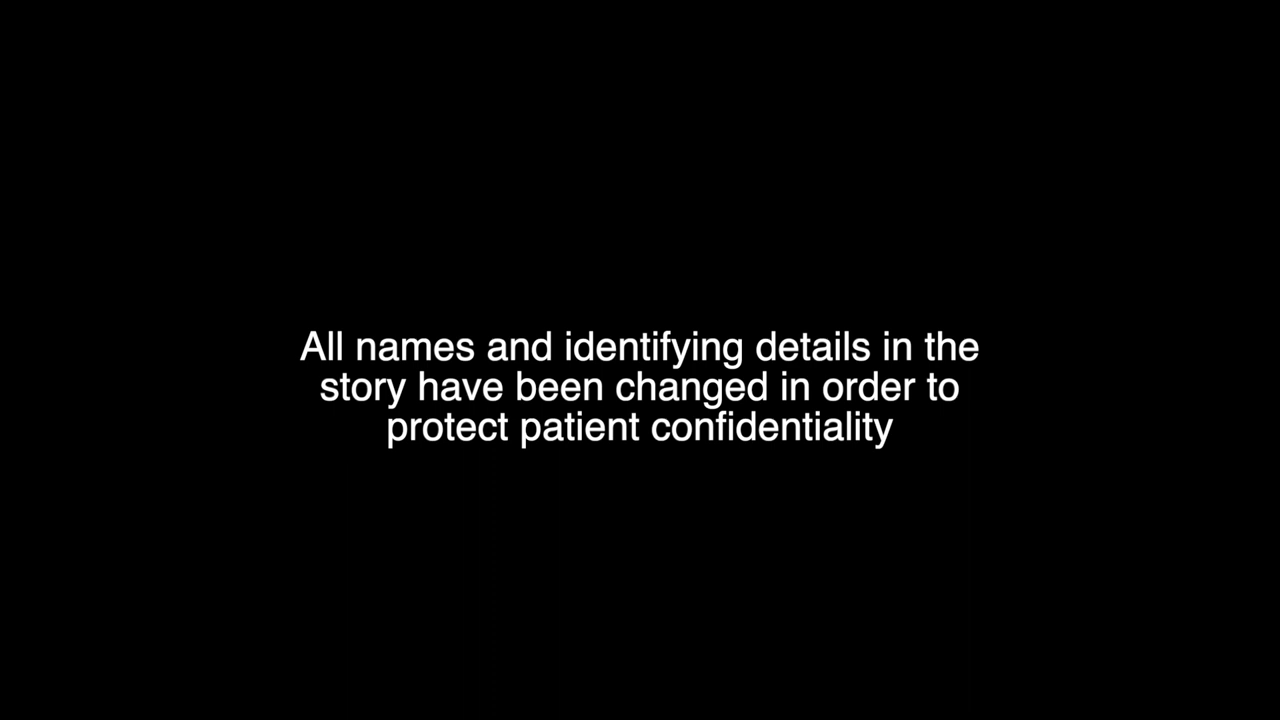 All names and identifying details in the
story have been changed in order to
protect patient confidentiality